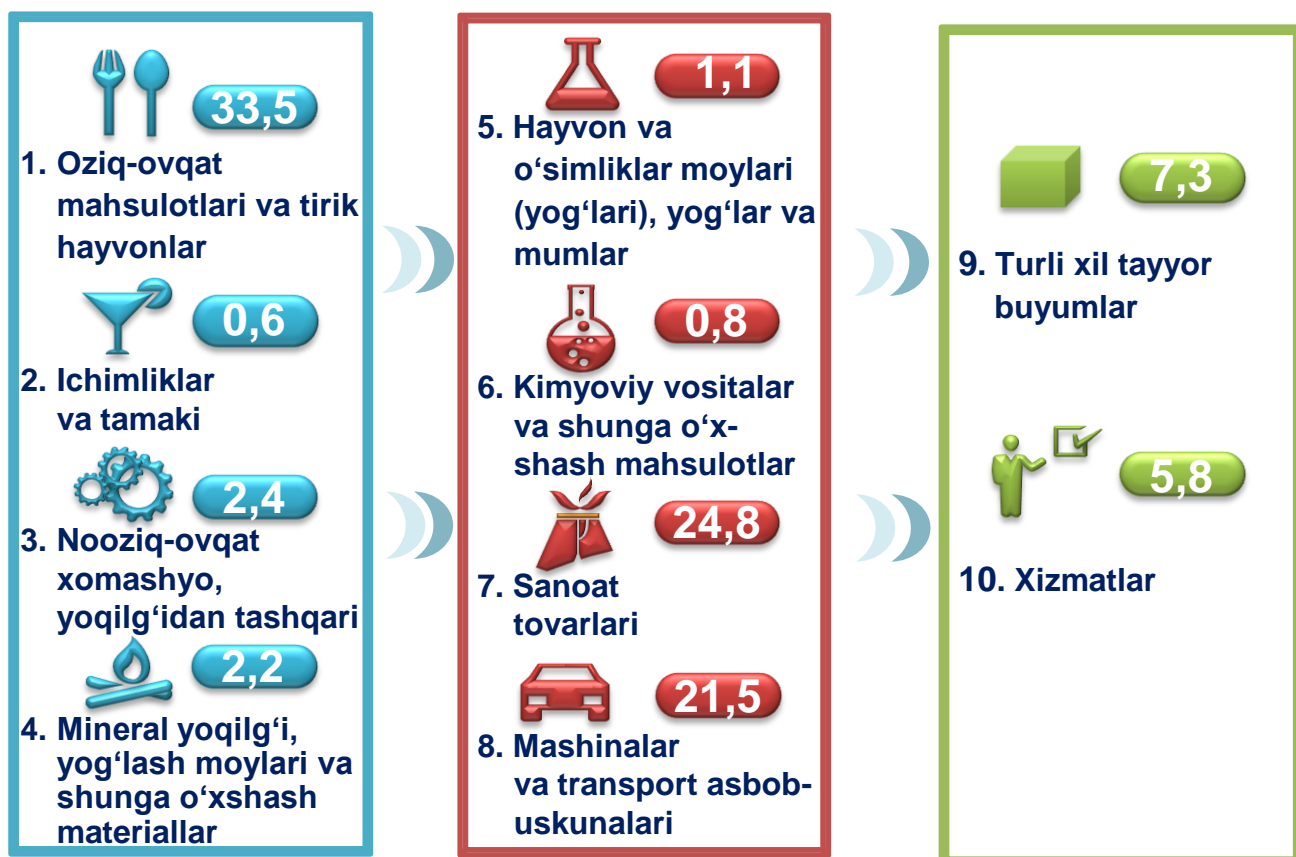 33,5
1. Oziq-ovqat
mahsulotlari va tirik
hayvonlar
0,6
2. Ichimliklar
va tamaki
2,4
3. Nooziq-ovqat
xomashyo,
yoqilg‘idan tashqari
2,2
4. Mineral yoqilg‘i,
yog‘lash moylari va
shunga o‘xshash
materiallar
1,1
5. Hayvon va
o‘simliklar moylari
(yog‘lari), yog‘lar va
mumlar
0,8
6. Kimyoviy vositalar
va shunga o‘x-
shash mahsulotlar
24,8
7. Sanoat
tovarlari
21,5
8. Mashinalar
va transport asbob-
uskunalari
7,3
9. Turli xil tayyor
buyumlar
5,8
10. Xizmatlar